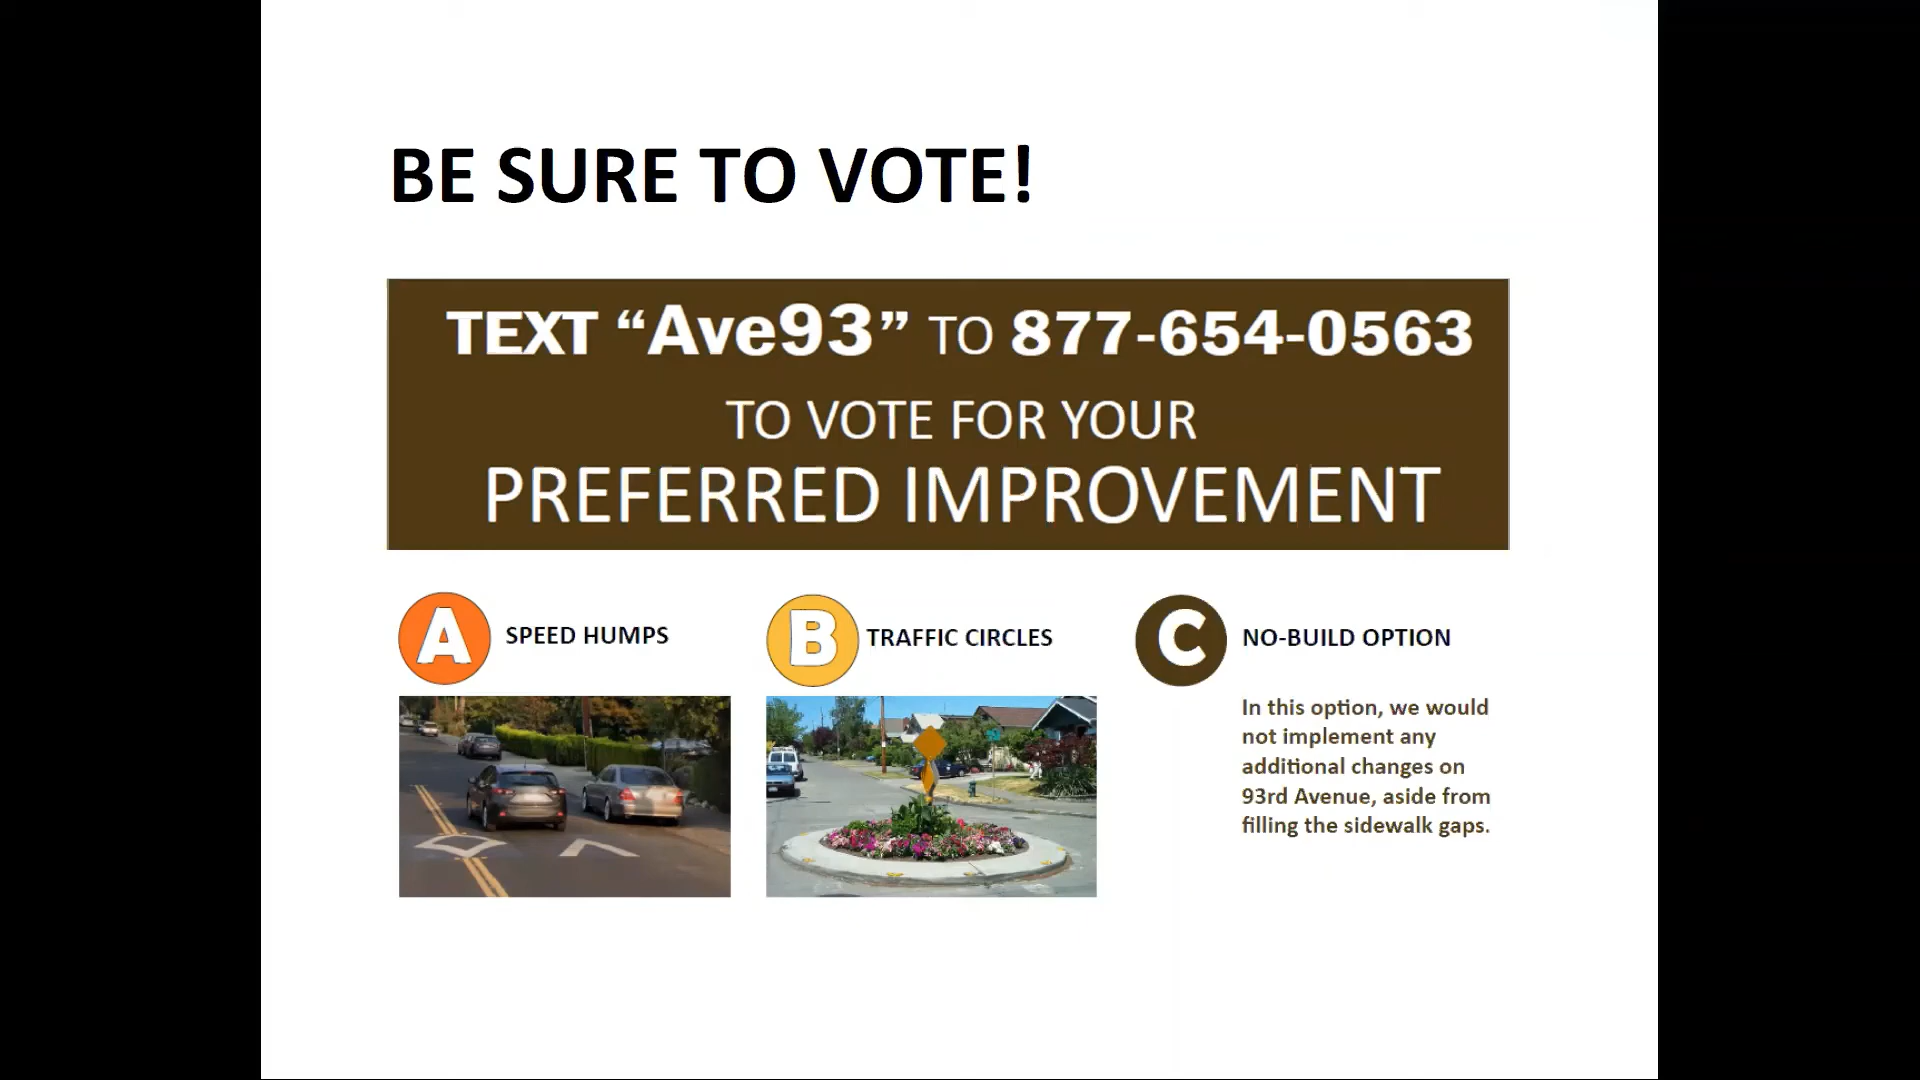 BE SURE TO VOTE!
TEXT “Ave93” TO 877-654-0563
TO VOTE FOR YOUR
PREFERRED IMPROVEMENT
A SPEED HUMPS
B TRAFFIC CIRCLES
C NO-BUILD OPTION
In this option, we would
not implement any
additional changes on
93rd Avenue, aside from
filling the sidewalk gaps.